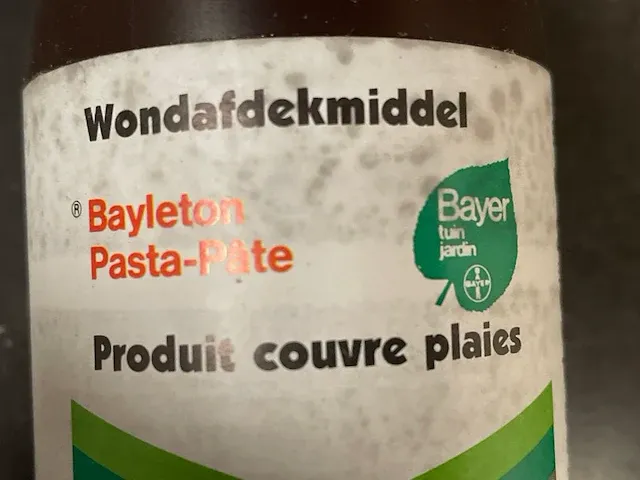 Wondafdekmiddel
® Bayleton
Pasta-Pâte
Bayer
tuin
jardin
BAYER
Produit couvre plaies